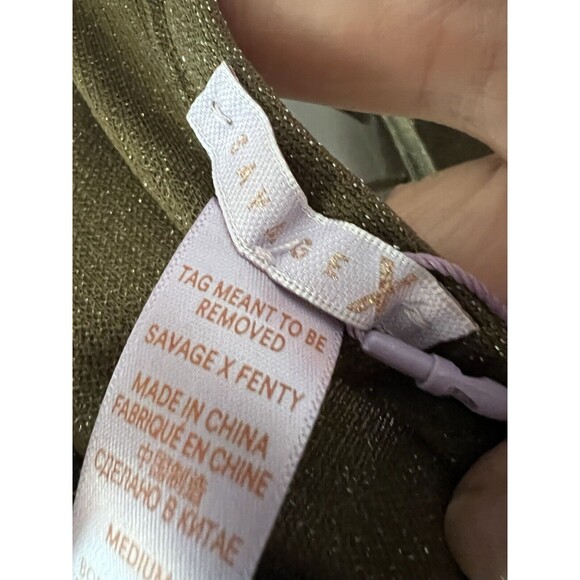 SAVAGE X
TAG MEANT TO BE
REMOVED
SAVAGE X FENTY
MADE IN CHINA
FABRIQUE EN CHINE
中国制造
СДЕЛАНО В КИТАЕ
MEDIUM